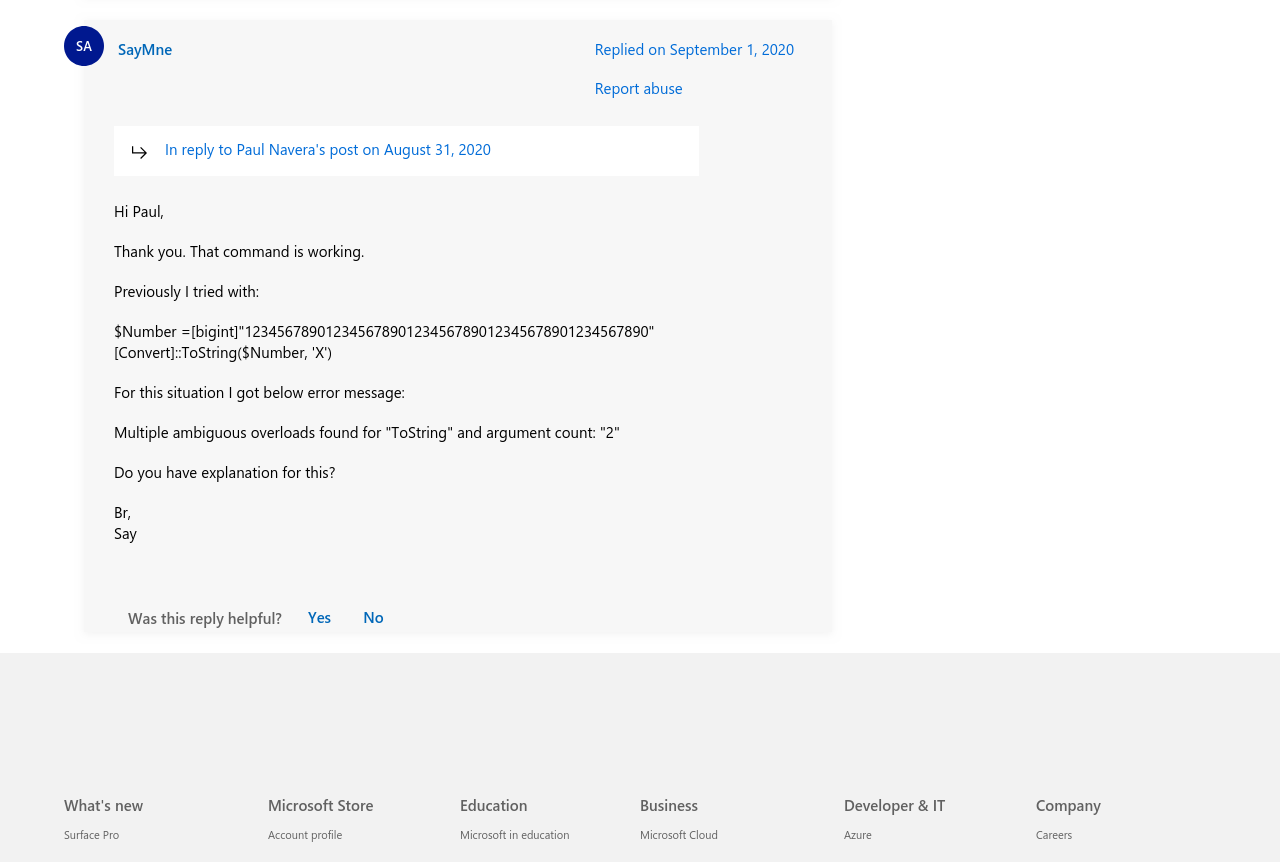 SA
SayMne
Replied on September 1, 2020
Report abuse
In reply to Paul Navera's post on August 31, 2020
Hi Paul,
Thank you. That command is working.
Previously I tried with:
$Number =[bigint]"12345678901234567890123456789012345678901234567890"
[Convert]::ToString($Number, 'X')
For this situation I got below error message:
Multiple ambiguous overloads found for "ToString" and argument count: "2"
Do you have explanation for this?
Br,
Say
Was this reply helpful? Yes No
What's new Microsoft Store Education Business Developer & IT Company
Surface Pro Account profile Microsoft in education Microsoft Cloud Azure Careers